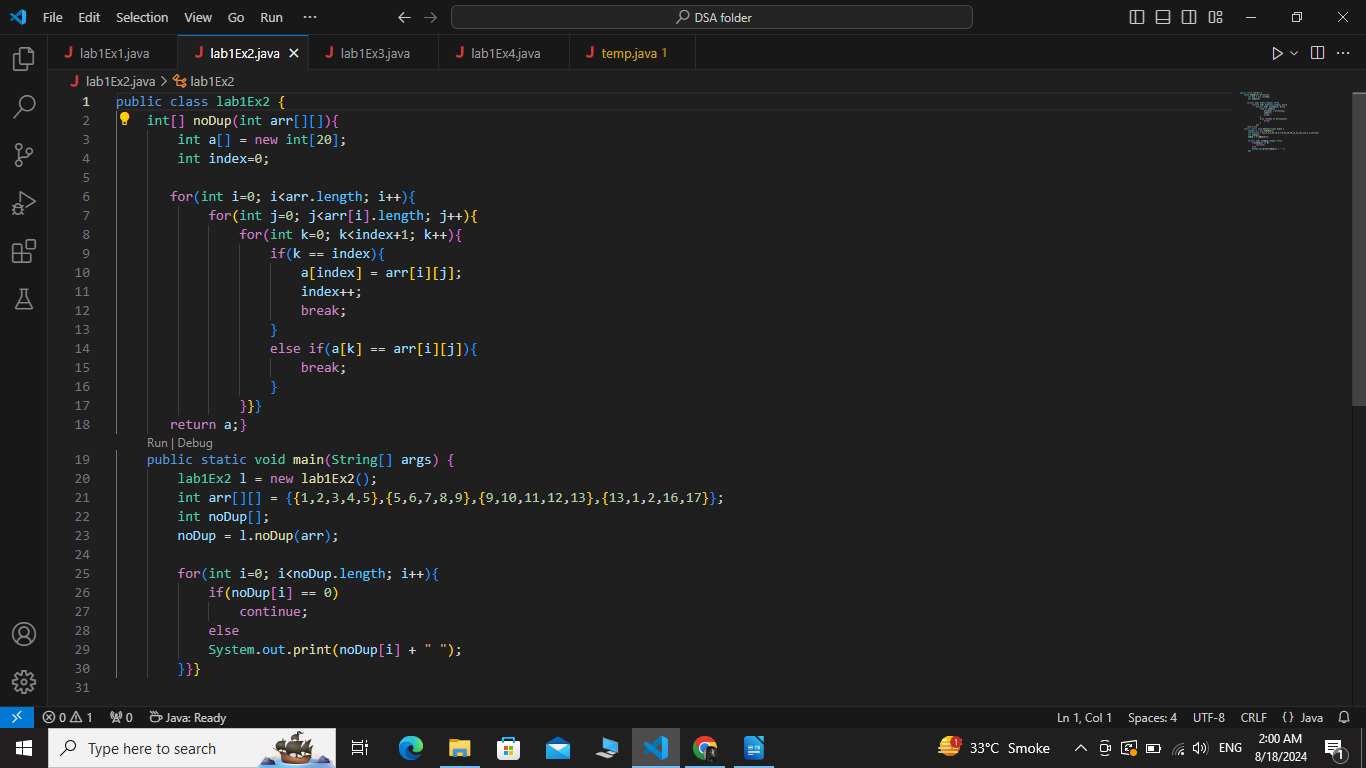 File Edit Selection View Go Run ··· DSA folder
lab1Ex1.java lab1Ex2.java lab1Ex3.java lab1Ex4.java temp.java 1
lab1Ex2.java > lab1Ex2
1 public class lab1Ex2 {
2 int[] noDup(int arr[][]){
3 int a[] = new int[20];
4 int index=0;
5
6 for(int i=0; i<arr.length; i++){
7 for(int j=0; j<arr[i].length; j++){
8 for(int k=0; k<index+1; k++){
9 if(k == index){
10 a[index] = arr[i][j];
11 index++;
12 break;
13 }
14 else if(a[k] == arr[i][j]){
15 break;
16 }
17 }}}
18 return a;}
Run | Debug
19 public static void main(String[] args) {
20 lab1Ex2 l = new lab1Ex2();
21 int arr[][] = {{1,2,3,4,5},{5,6,7,8,9},{9,10,11,12,13},{13,1,2,16,17}};
22 int noDup[];
23 noDup = l.noDup(arr);
24
25 for(int i=0; i<noDup.length; i++){
26 if(noDup[i] == 0)
27 continue;
28 else
29 System.out.print(noDup[i] + " ");
30 }}}
31
0 1 0 Java: Ready Ln 1, Col 1 Spaces: 4 UTF-8 CRLF {} Java
Type here to search 1 33°C Smoke ENG 2:00 AM 1
8/18/2024